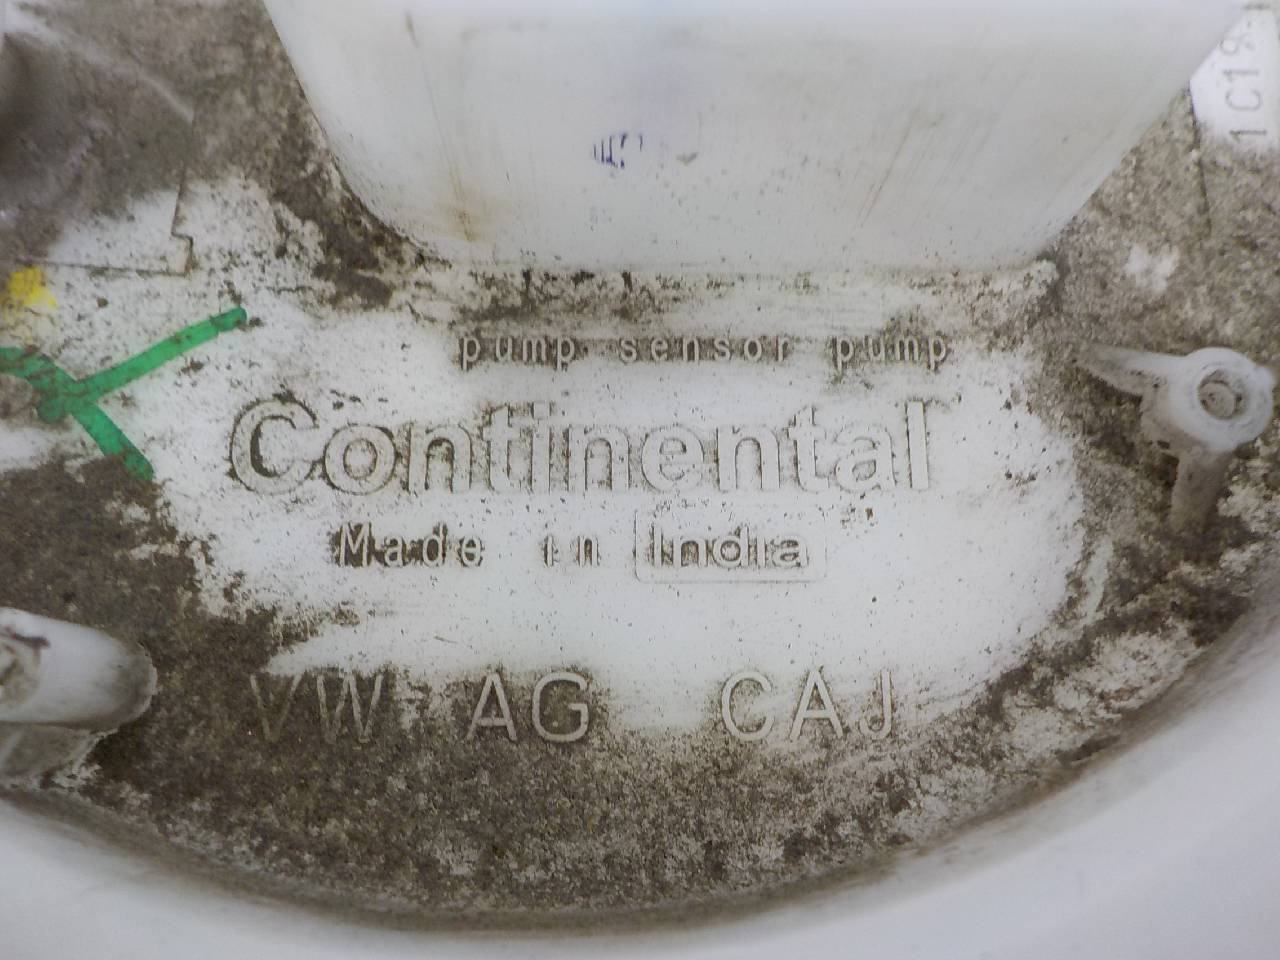 pump sensor pump
Continental
Made in India
VW AG CAJ